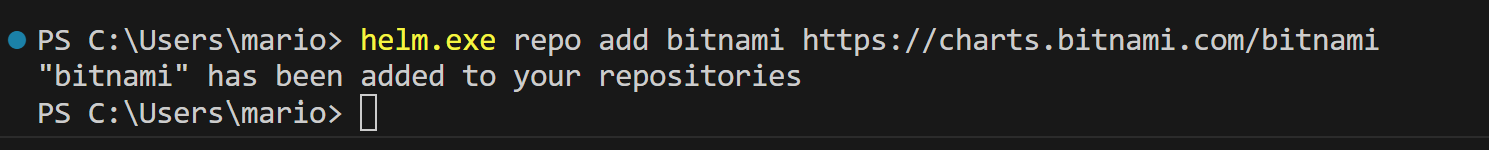 PS C:\Users\mario> helm.exe repo add bitnami https://charts.bitnami.com/bitnami
"bitnami" has been added to your repositories
PS C:\Users\mario>